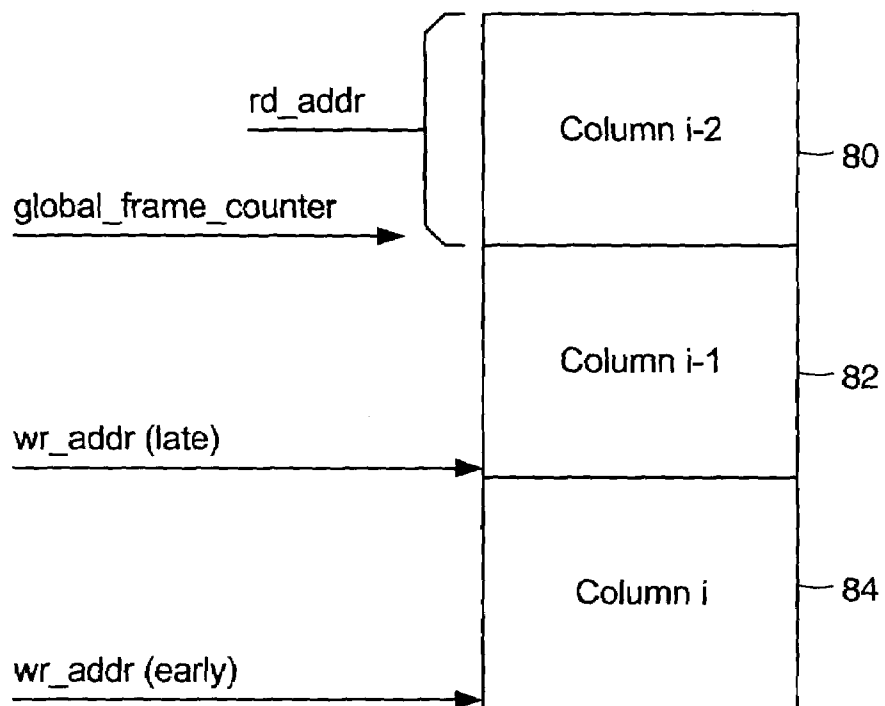 rd_addr
Column i-2
80
global_frame_counter
Column i-1
82
wr_addr (late)
Column i
84
wr_addr (early)